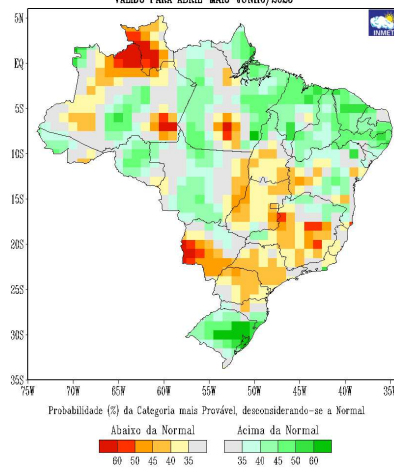 5N
INMET
EQ
5S
10S
15S
20S
25S
30S
35S
75W 70W 65W 60W 55W 50W 45W 40W 35W
Probabilidade (%) da Categoria mais Provável, desconsiderando-se a Normal
Abaixo da Normal Acima da Normal
60 50 45 40 35 35 40 45 50 60